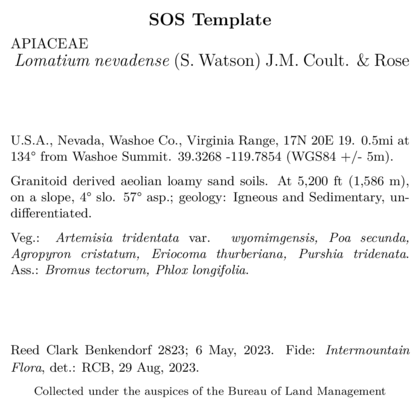 SOS Template
APIACEAE
Lomatium nevadense (S. Watson) J.M. Coult. & Rose
U.S.A., Nevada, Washoe Co., Virginia Range, 17N 20E 19. 0.5mi at
134° from Washoe Summit. 39.3268 -119.7854 (WGS84 +/- 5m).
Granitoid derived aeolian loamy sand soils. At 5,200 ft (1,586 m),
on a slope, 4° slo. 57° asp.; geology: Igneous and Sedimentary, un-
differentiated.
Veg.: Artemisia tridentata var. wyomimgensis, Poa secunda,
Agropyron cristatum, Eriocoma thurberiana, Purshia tridenata.
Ass.: Bromus tectorum, Phlox longifolia.
Reed Clark Benkendorf 2823; 6 May, 2023. Fide: Intermountain
Flora, det.: RCB, 29 Aug, 2023.
Collected under the auspices of the Bureau of Land Management